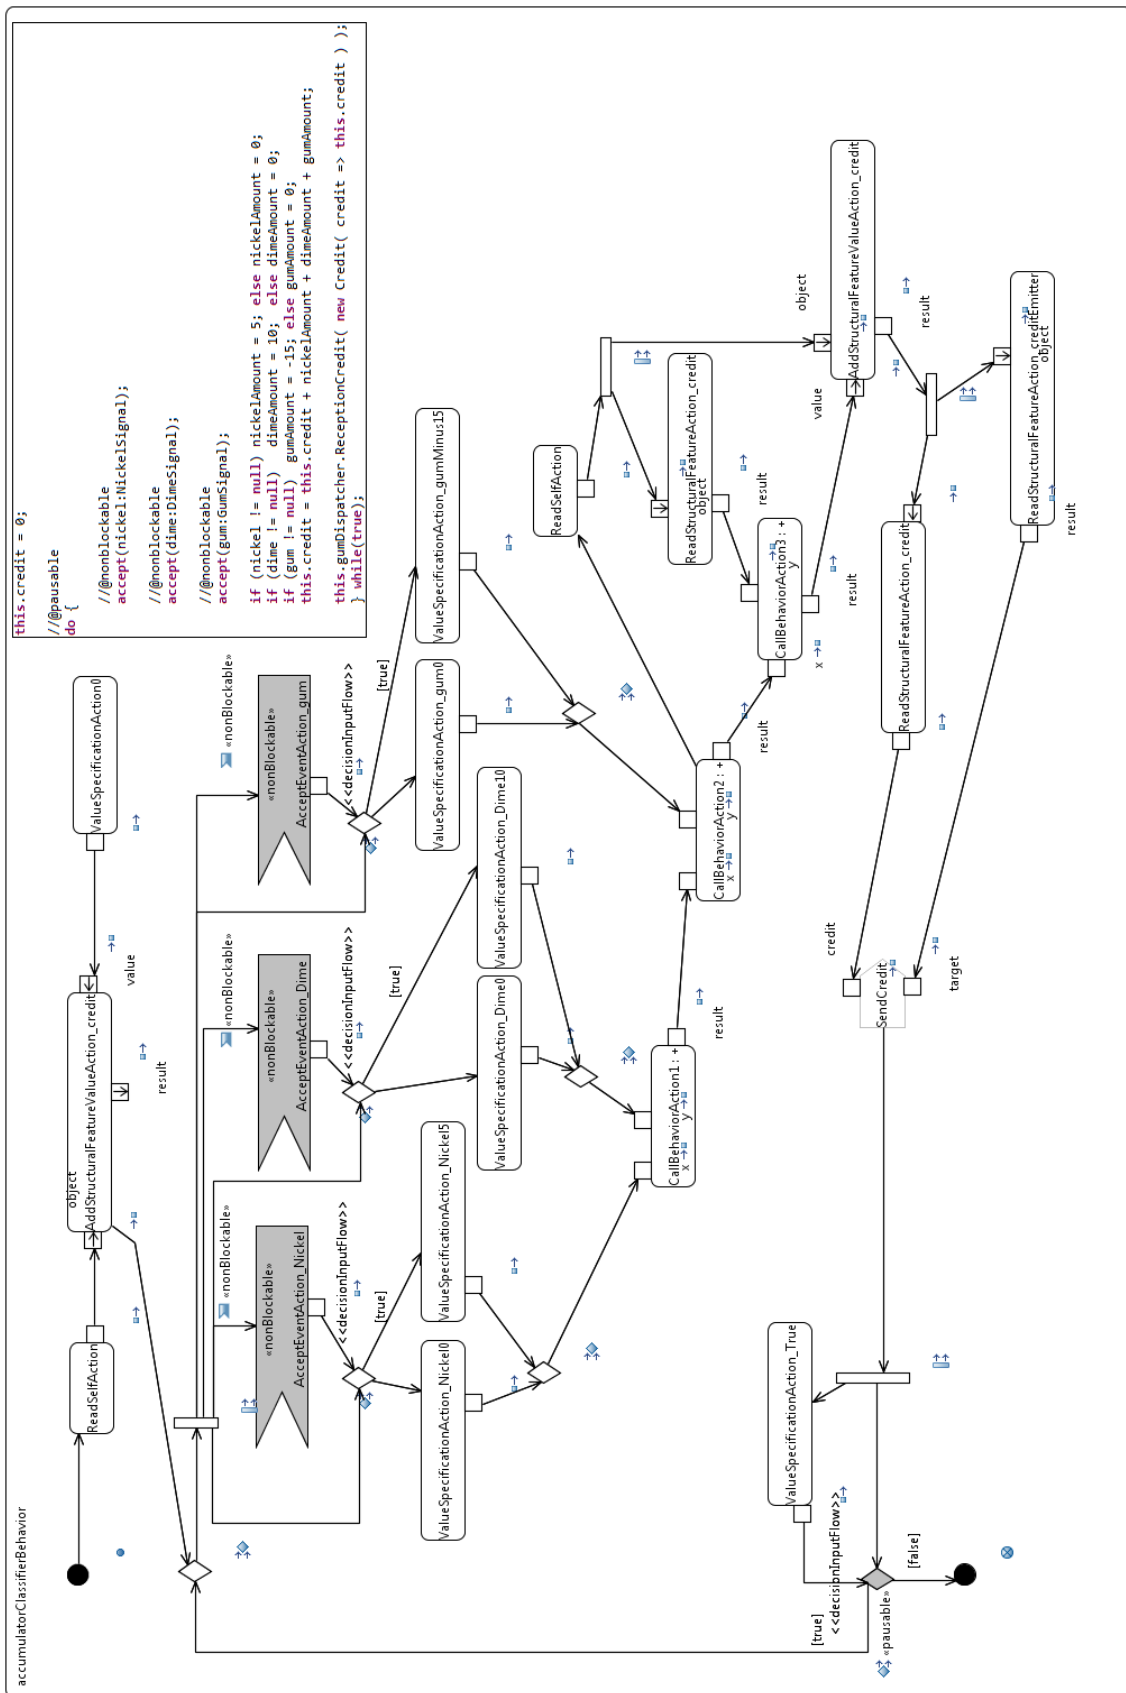 accumulatorClassifierBehavior
this.credit = 0;
//@pausable
do {
//@nonblockable
accept(nickel:NickelSignal);
//@nonblockable
accept(dime:DimeSignal);
//@nonblockable
accept(gum:GumSignal);
if (nickel != null) nickelAmount = 5; else nickelAmount = 0;
if (dime != null) dimeAmount = 10; else dimeAmount = 0;
if (gum != null) gumAmount = -15; else gumAmount = 0;
this.credit = this.credit + nickelAmount + dimeAmount + gumAmount;
this.gumDispatcher.ReceptionCredit( new Credit( credit => this.credit ) );
} while(true);
ReadSelfAction
object
AddStructuralFeatureValueAction_credit
value
result
ValueSpecificationAction0
«nonBlockable»
«nonBlockable»
AcceptEventAction_Nickel
<<decisionInputFlow>>
[true]
«nonBlockable»
«nonBlockable»
AcceptEventAction_Dime
<<decisionInputFlow>>
[true]
«nonBlockable»
«nonBlockable»
AcceptEventAction_gum
<<decisionInputFlow>>
[true]
ValueSpecificationAction_Nickel0
ValueSpecificationAction_Nickel5
ValueSpecificationAction_Dime0
ValueSpecificationAction_Dime10
ValueSpecificationAction_gum0
ValueSpecificationAction_gumMinus15
CallBehaviorAction1 : +
x
y
result
CallBehaviorAction2 : +
x
y
result
ReadSelfAction
ReadStructuralFeatureAction_credit
object
result
CallBehaviorAction3 : +
y
x
result
value
object
AddStructuralFeatureValueAction_credit
result
ReadStructuralFeatureAction_credit
result
ReadStructuralFeatureAction_creditEmitter
object
result
credit
SendCredit
target
ValueSpecificationAction_True
<<decisionInputFlow>>
[true]
[false]
«pausable»